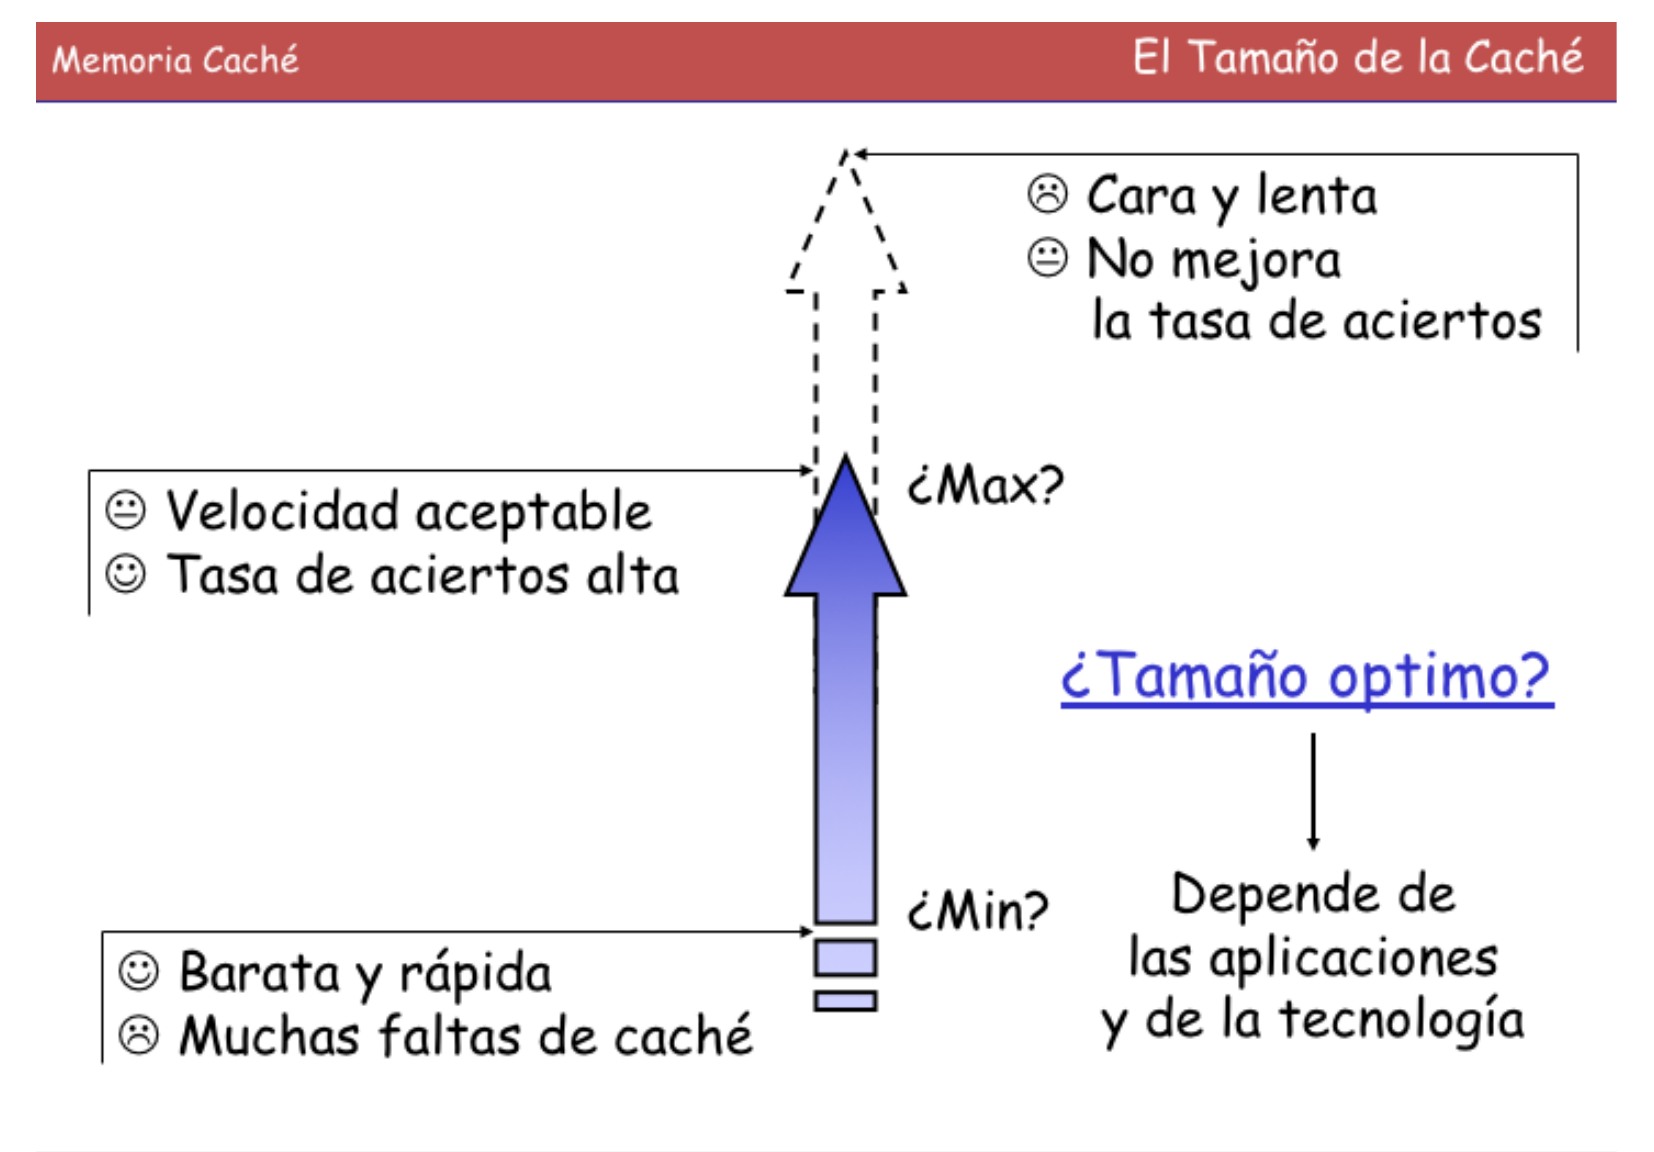 Memoria Caché
El Tamaño de la Caché
Cara y lenta
No mejora
la tasa de aciertos
¿Max?
Velocidad aceptable
Tasa de aciertos alta
¿Tamaño optimo?
¿Min?
Depende de
las aplicaciones
y de la tecnología
Barata y rápida
Muchas faltas de caché